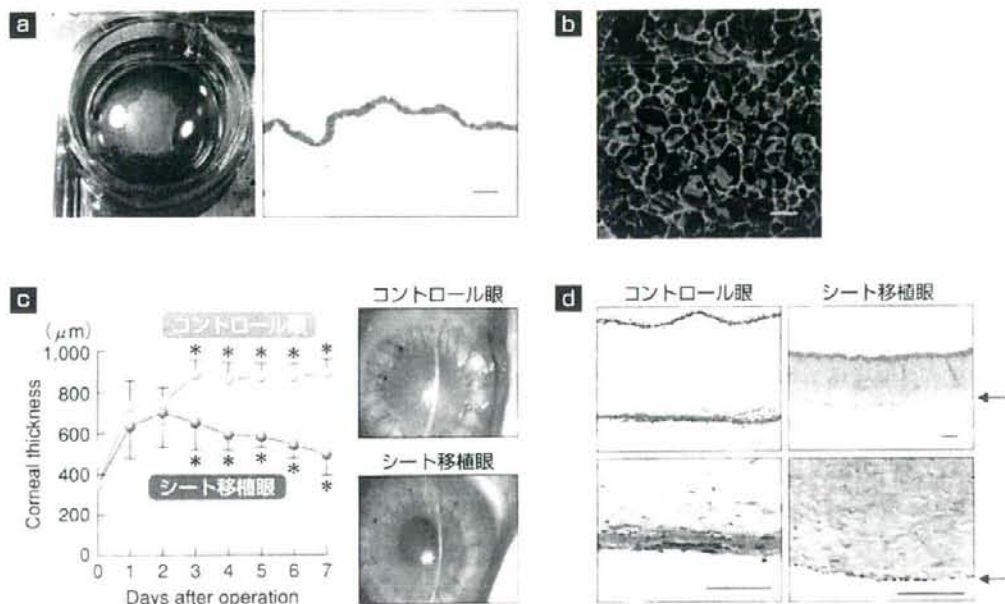 a
b
c
(μm)
1,000
800
600
400
200
0
Corneal thickness
コントロール眼
* * * * *
* * * * *
シート移植眼
0 1 2 3 4 5 6 7
Days after operation
コントロール眼
シート移植眼
d
コントロール眼
シート移植眼